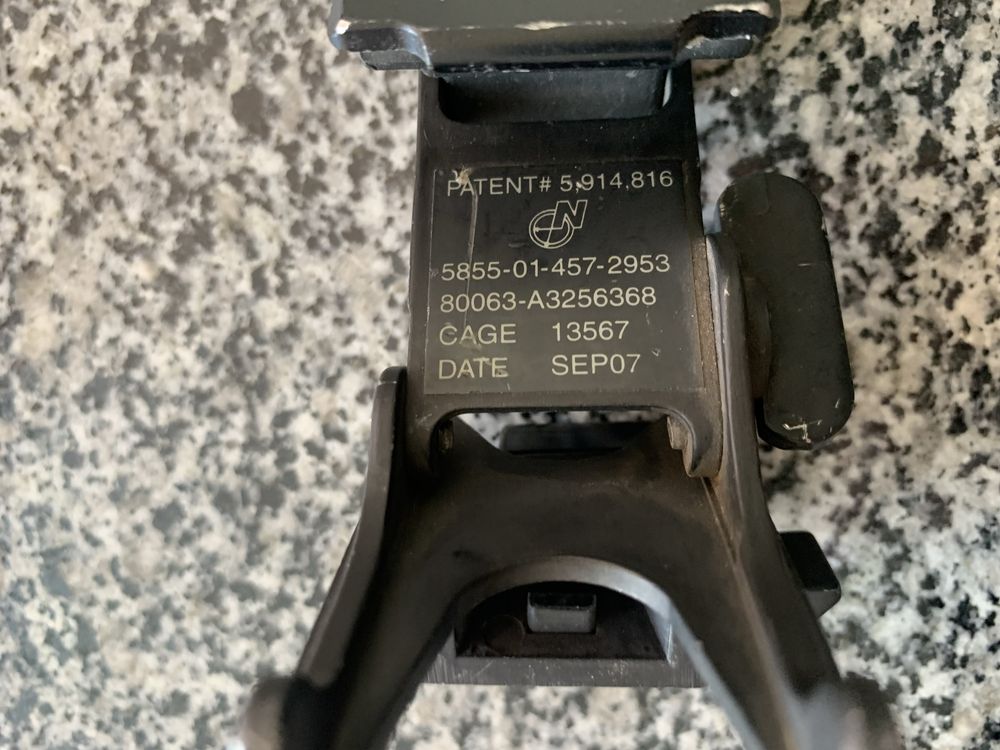 PATENT# 5,914,816
N
5855-01-457-2953
80063-A3256368
CAGE 13567
DATE SEP07